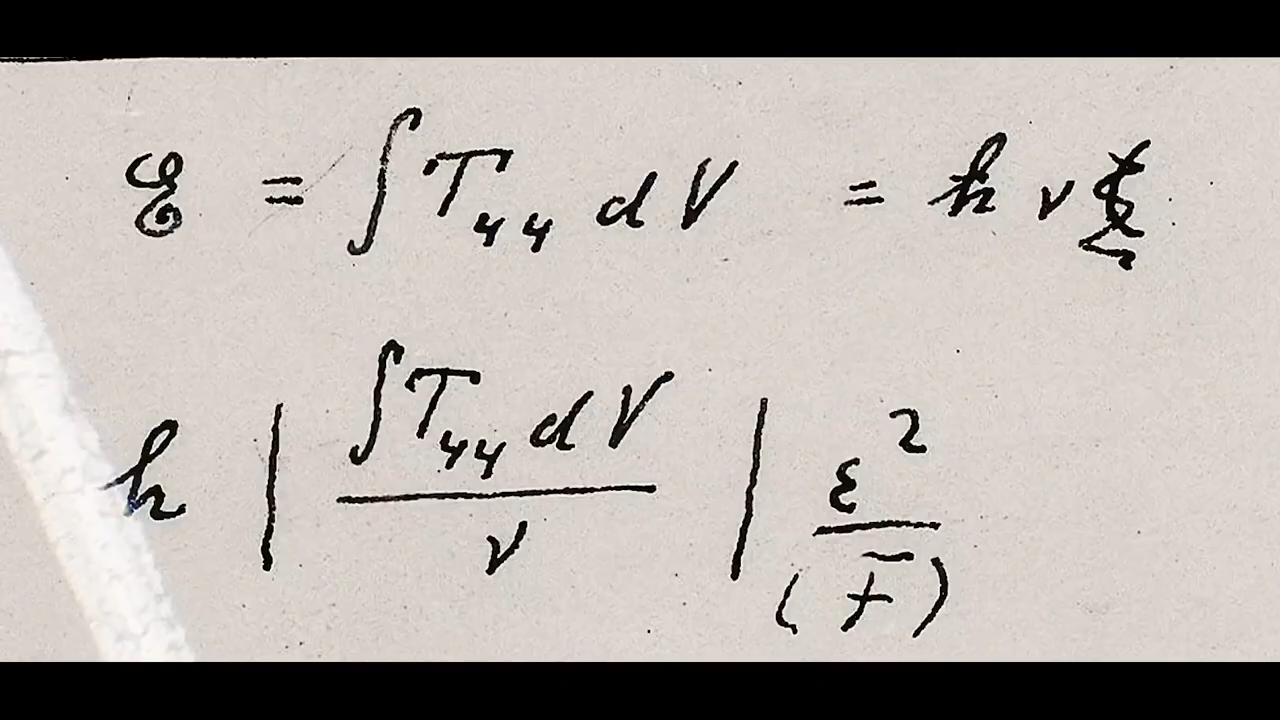 ℰ = ∫ T₄₄ dV = h ν
h | ∫ T₄₄ dV / ν | ε² / (F̄)